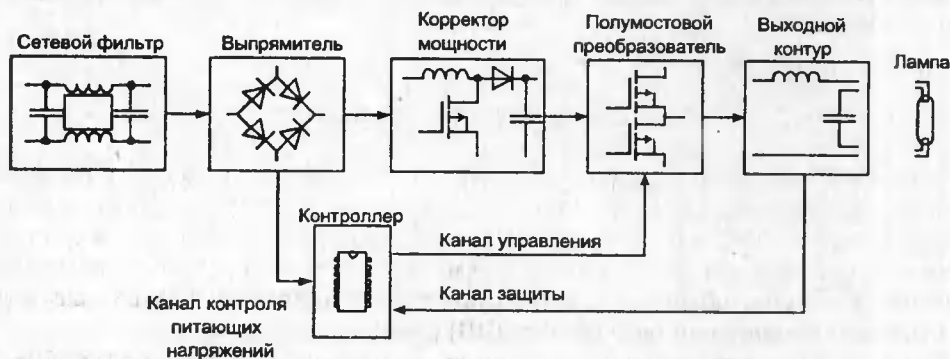 Сетевой фильтр
Выпрямитель
Корректор
мощности
Полумостовой
преобразователь
Выходной
контур
Лампа
Контроллер
Канал управления
Канал защиты
Канал контроля
питающих
напряжений